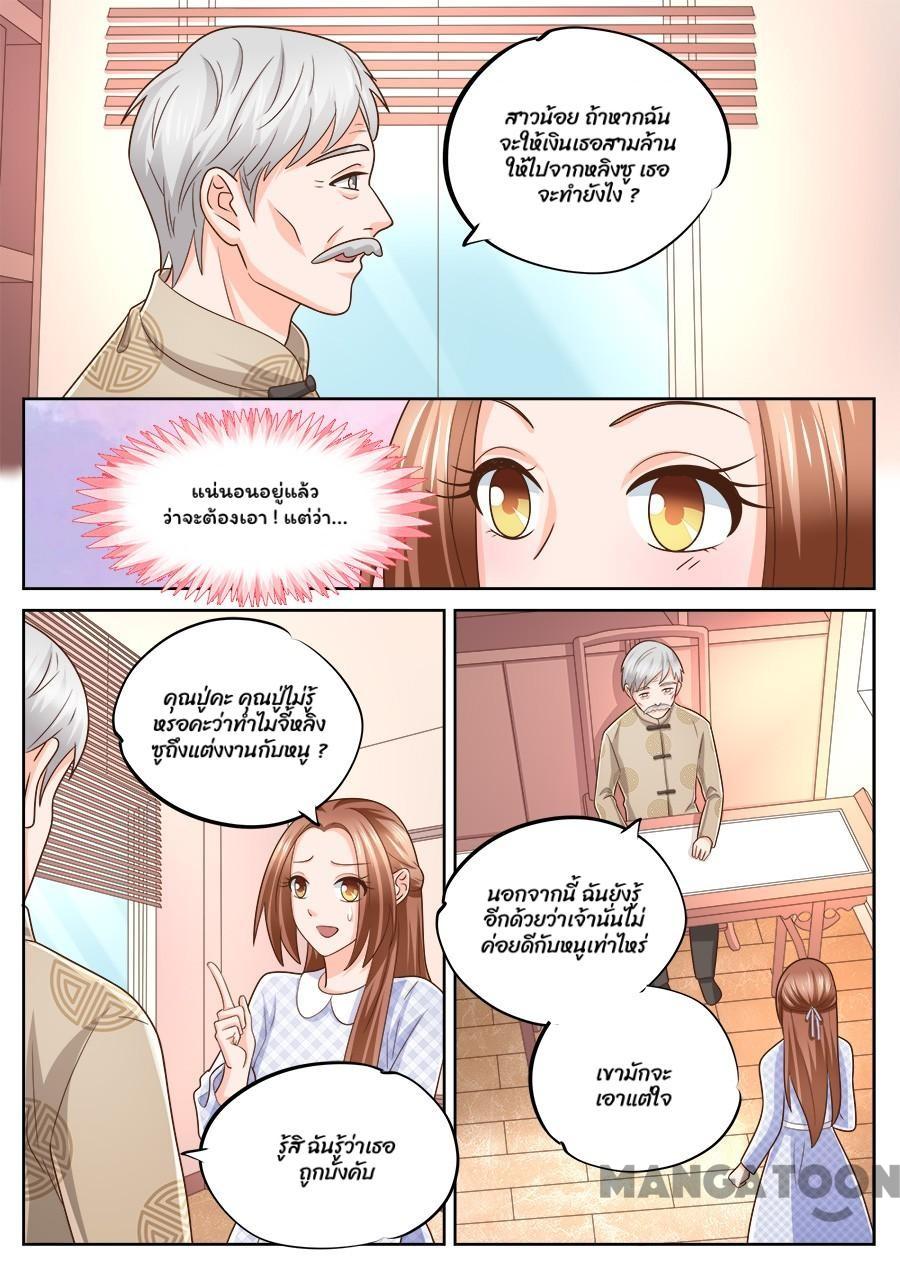 สาวน้อย ถ้าหากฉัน
จะให้เงินเธอสามล้าน
ให้ไปจากหลิงซู เธอ
จะทำยังไง ?
แน่นอนอยู่แล้ว
ว่าจะต้องเอา ! แต่ว่า...
คุณปู่คะ คุณปู่ไม่รู้
หรอคะว่าทำไมจี้หลิง
ซูถึงแต่งงานกับหนู ?
รู้สิ ฉันรู้ว่าเธอ
ถูกบังคับ
นอกจากนี้ ฉันยังรู้
อีกด้วยว่าเจ้านั่นไม่
ค่อยดีกับหนูเท่าไหร่
เขามักจะ
เอาแต่ใจ
MANGATOON